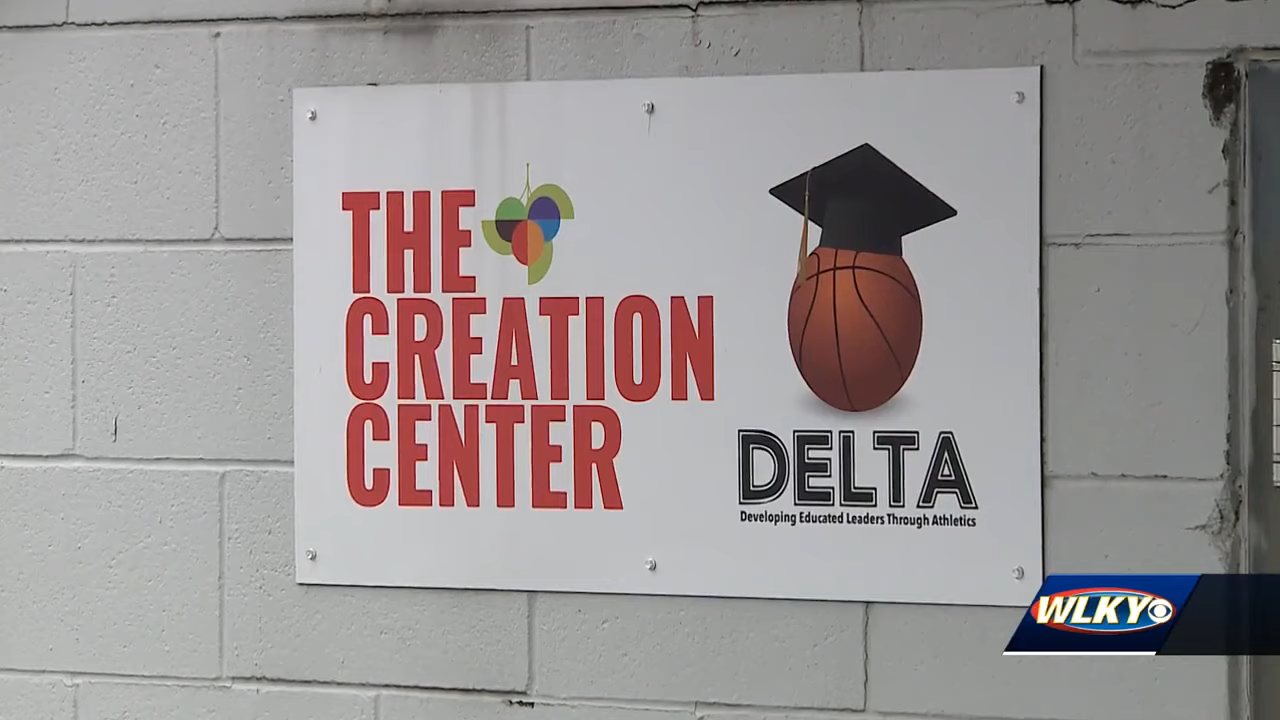 THE
CREATION
CENTER
DELTA
Developing Educated Leaders Through Athletics
WLKY